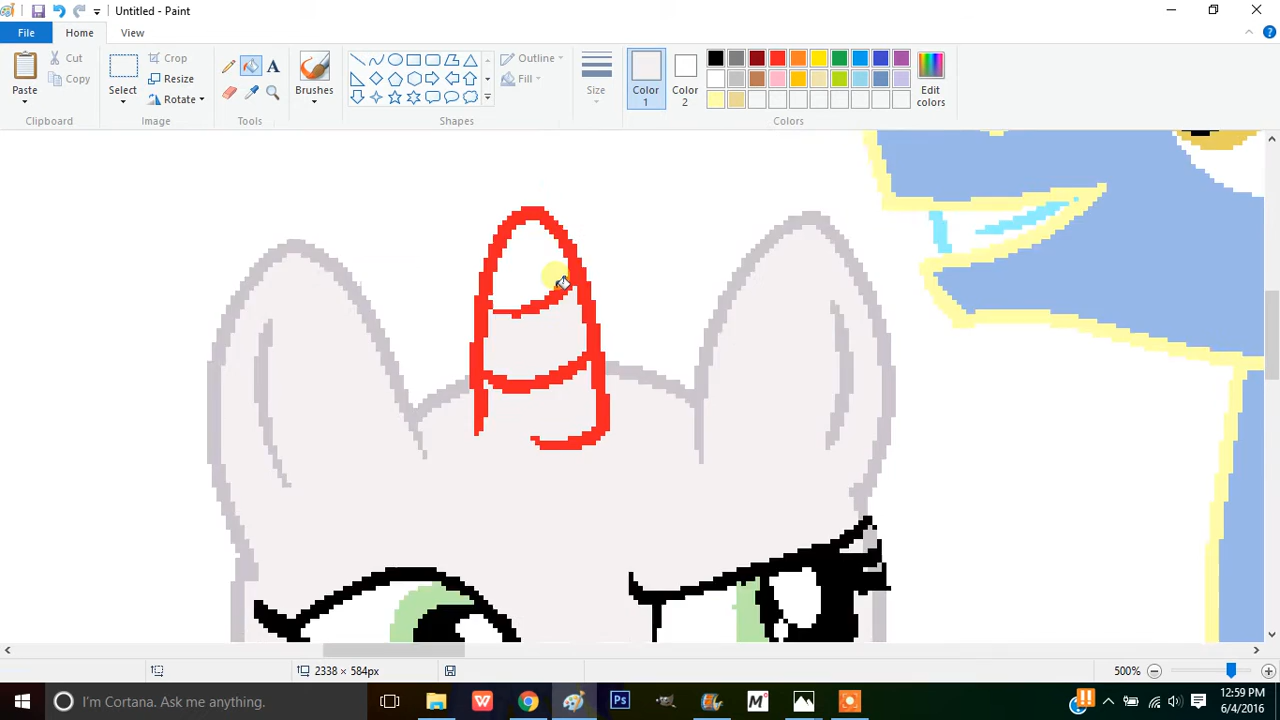 Untitled - Paint
File
Home
View
Paste
Cut
Copy
Clipboard
Select
Crop
Resize
Rotate
Image
A
Tools
Brushes
Outline
Fill
Shapes
Size
Color
1
Color
2
Edit
colors
Colors
2338 × 584px
500%
I'm Cortana. Ask me anything.
W
Ps
M
12:59 PM
6/4/2016